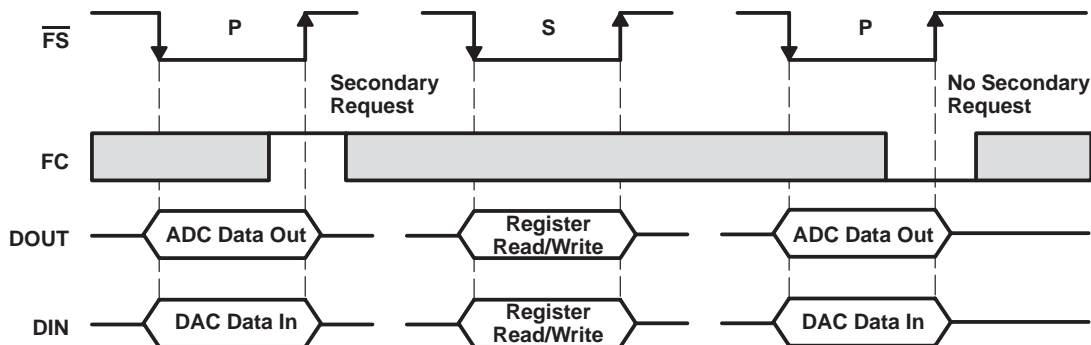 FS
P
S
P
Secondary
Request
No Secondary
Request
FC
DOUT
ADC Data Out
Register
Read/Write
ADC Data Out
DIN
DAC Data In
Register
Read/Write
DAC Data In